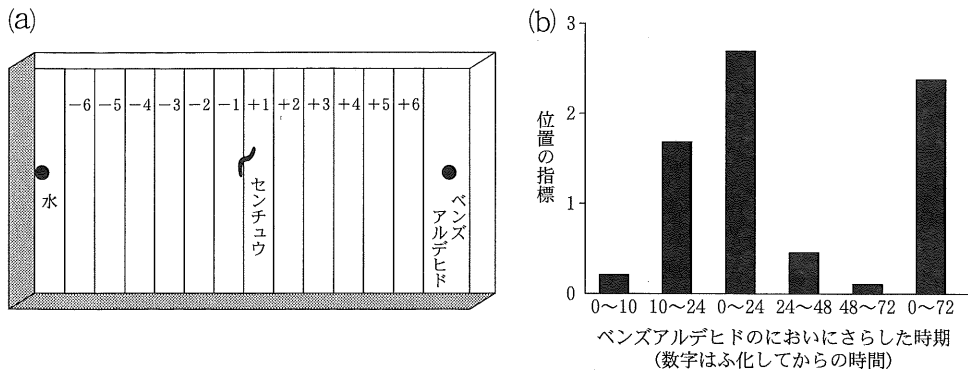 (a)
−6 −5 −4 −3 −2 −1 +1 +2 +3 +4 +5 +6
水
センチュウ
ベンズ
アルデヒド
(b)
位置の指標
3
2
1
0
0〜10 10〜24 0〜24 24〜48 48〜72 0〜72
ベンズアルデヒドのにおいにさらした時期
(数字はふ化してからの時間)